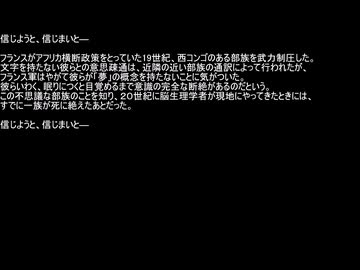 信じようと、信じまいと―
フランスがアフリカ横断政策をとっていた19世紀、西コンゴのある部族を武力制圧した。
文字を持たない彼らとの意思疎通は、近隣の近い部族の通訳によって行われたが、
フランス軍はやがて彼らが「夢」の概念を持たないことに気がついた。
彼らいわく、眠りにつくと目覚めるまで意識の完全な断絶があるのだという。
この不思議な部族のことを知り、20世紀に脳生理学者が現地にやってきたときには、
すでに一族が死に絶えたあとだった。
信じようと、信じまいと―